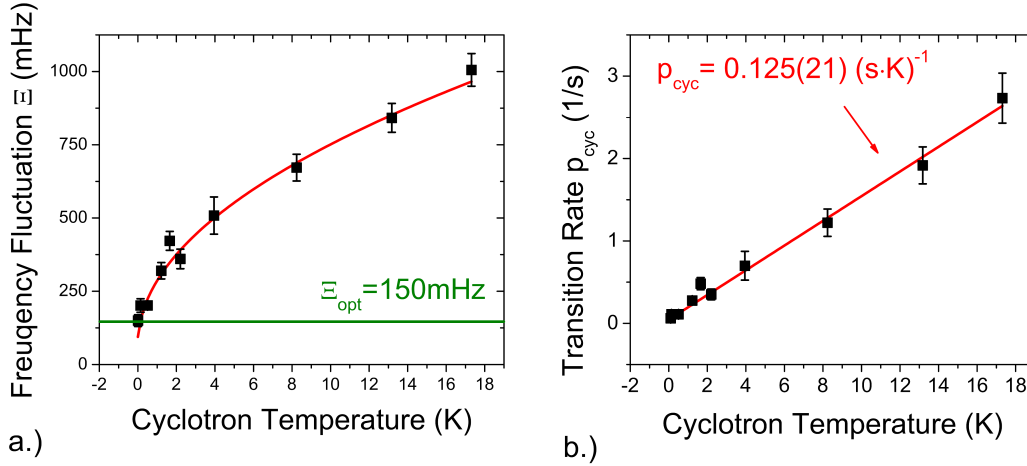 Freuqency Fluctuation Ξ (mHz)
1000
750
500
250
0
Ξopt=150mHz
-2 0 2 4 6 8 10 12 14 16 18
Cyclotron Temperature (K)
a.)
Transition Rate pcyc (1/s)
3
2
1
0
pcyc= 0.125(21) (s·K)-1
-2 0 2 4 6 8 10 12 14 16 18
Cyclotron Temperature (K)
b.)